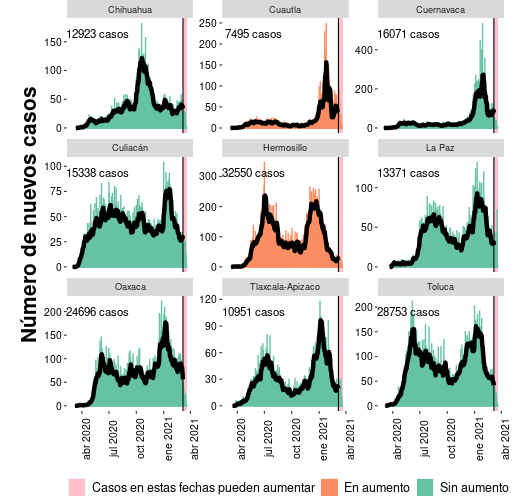 Número de nuevos casos
Chihuahua
Cuautla
Cuernavaca
12923 casos
7495 casos
16071 casos
150
100
50
0
250
200
150
100
50
0
400
200
0
Culiacán
Hermosillo
La Paz
15338 casos
32550 casos
13371 casos
100
75
50
25
0
300
200
100
0
100
50
0
Oaxaca
Tlaxcala-Apizaco
Toluca
24696 casos
10951 casos
28753 casos
200
150
100
50
0
120
90
60
30
0
200
150
100
50
0
abr 2020
jul 2020
oct 2020
ene 2021
abr 2021
abr 2020
jul 2020
oct 2020
ene 2021
abr 2021
abr 2020
jul 2020
oct 2020
ene 2021
abr 2021
Casos en estas fechas pueden aumentar
En aumento
Sin aumento